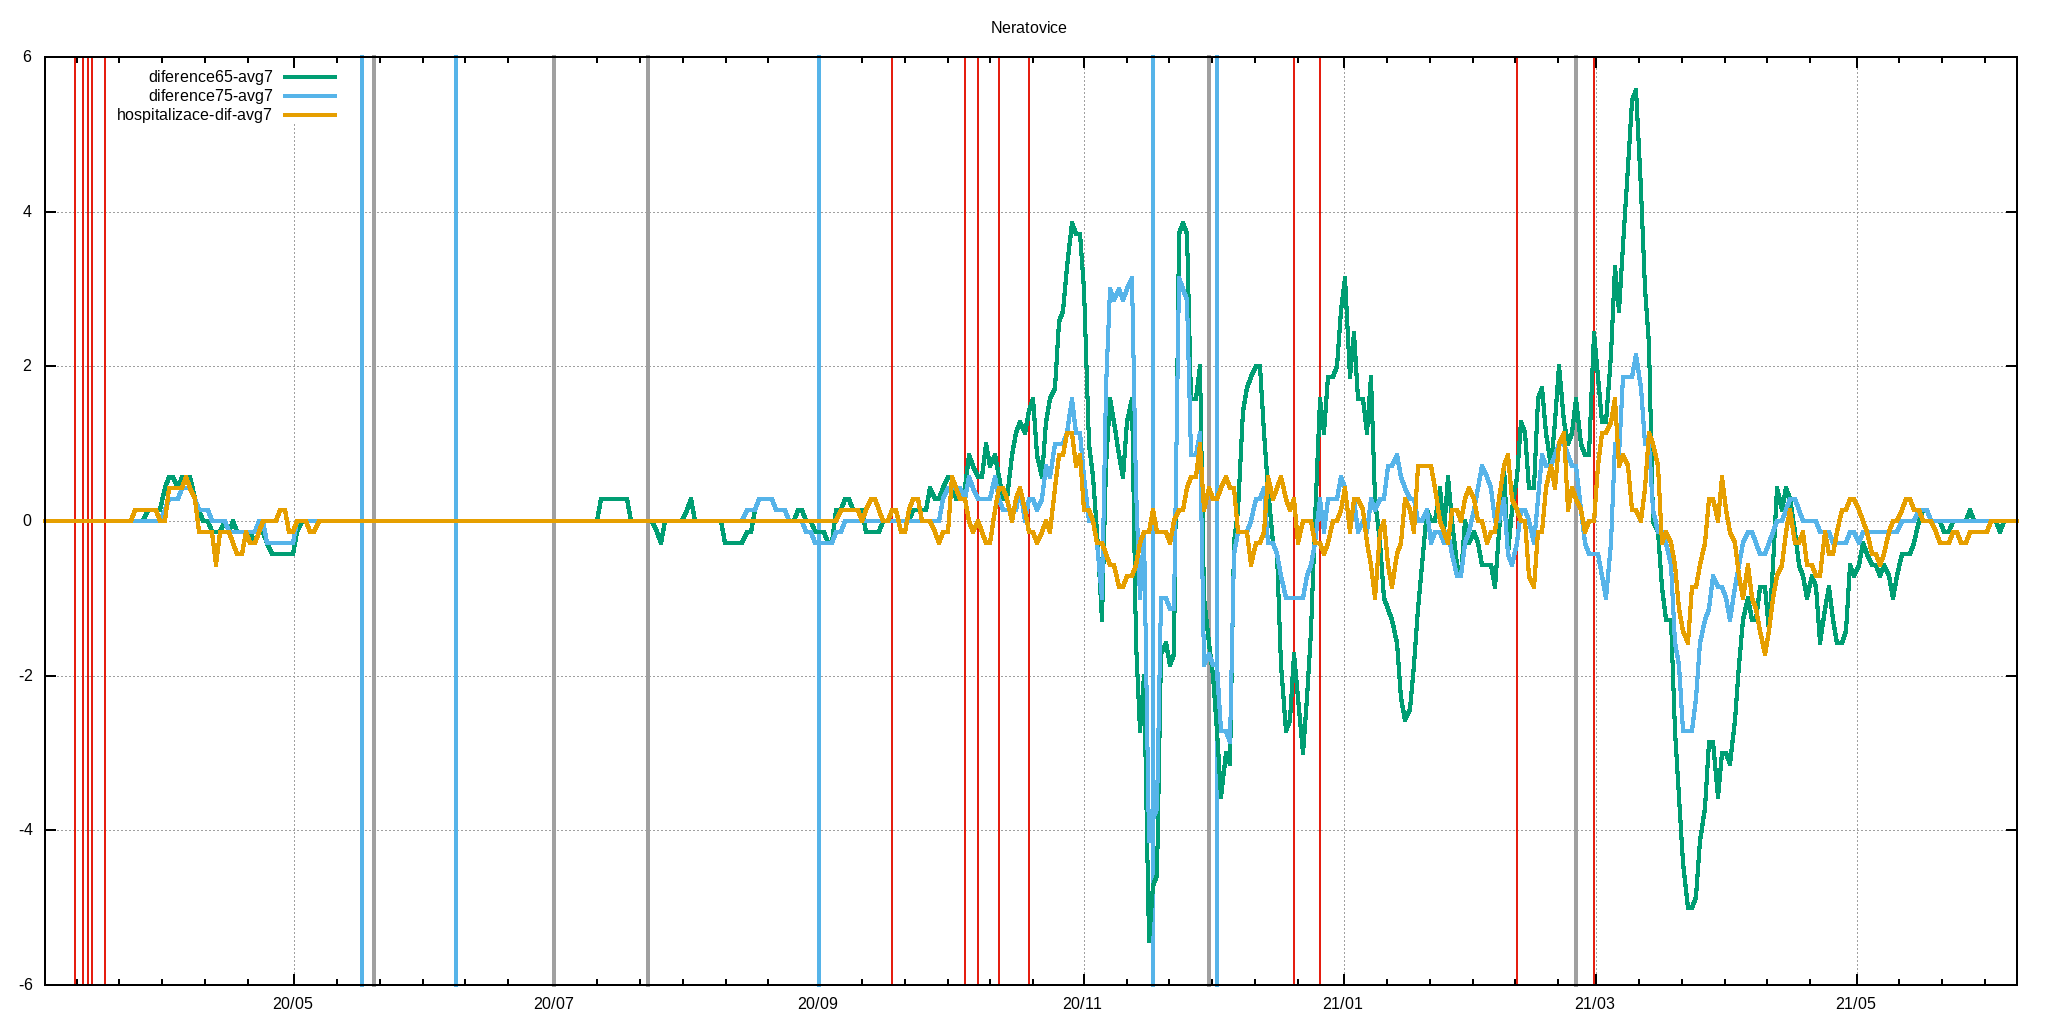 Neratovice
6
diference65-avg7
diference75-avg7
hospitalizace-dif-avg7
4
2
0
-2
-4
-6
20/05 20/07 20/09 20/11 21/01 21/03 21/05